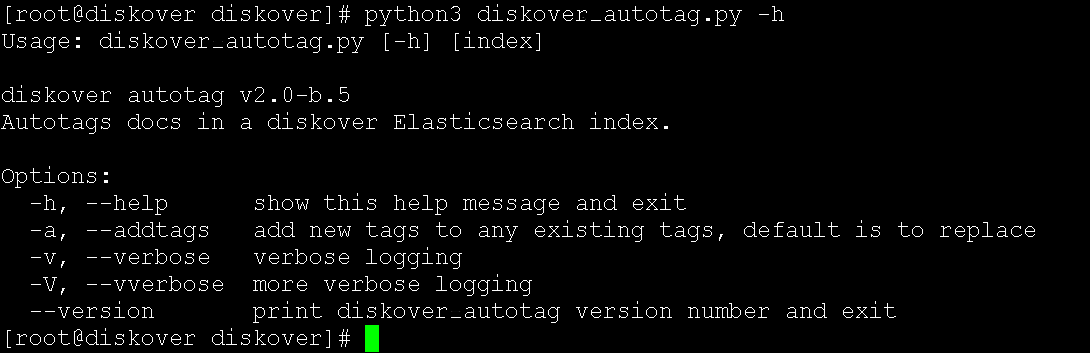 [root@diskover diskover]# python3 diskover_autotag.py -h
Usage: diskover_autotag.py [-h] [index]
diskover autotag v2.0-b.5
Autotags docs in a diskover Elasticsearch index.
Options:
-h, --help show this help message and exit
-a, --addtags add new tags to any existing tags, default is to replace
-v, --verbose verbose logging
-V, --vverbose more verbose logging
--version print diskover_autotag version number and exit
[root@diskover diskover]#